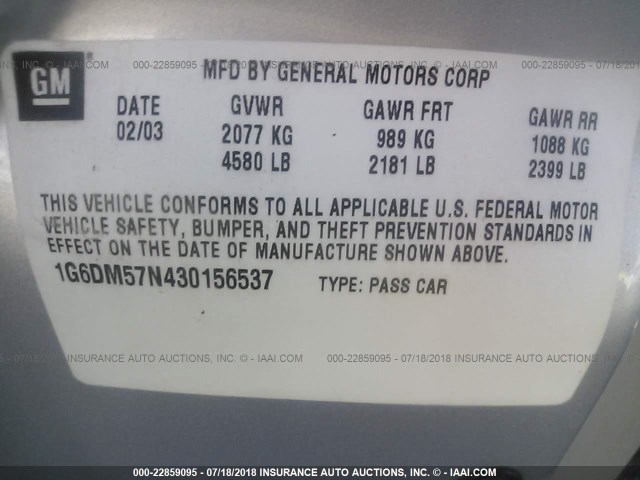 GM
MFD BY GENERAL MOTORS CORP
DATE GVWR GAWR FRT GAWR RR
02/03 2077 KG 989 KG 1088 KG
4580 LB 2181 LB 2399 LB
THIS VEHICLE CONFORMS TO ALL APPLICABLE U.S. FEDERAL MOTOR
VEHICLE SAFETY, BUMPER, AND THEFT PREVENTION STANDARDS IN
EFFECT ON THE DATE OF MANUFACTURE SHOWN ABOVE.
1G6DM57N430156537 TYPE: PASS CAR
000-22859095 - 07/18/2018 INSURANCE AUTO AUCTIONS, INC. © - IAAI.COM